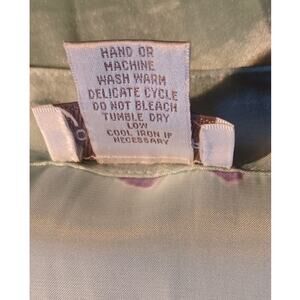 HAND OR
MACHINE
WASH WARM
DELICATE CYCLE
DO NOT BLEACH
TUMBLE DRY
LOW
COOL IRON IF
NECESSARY